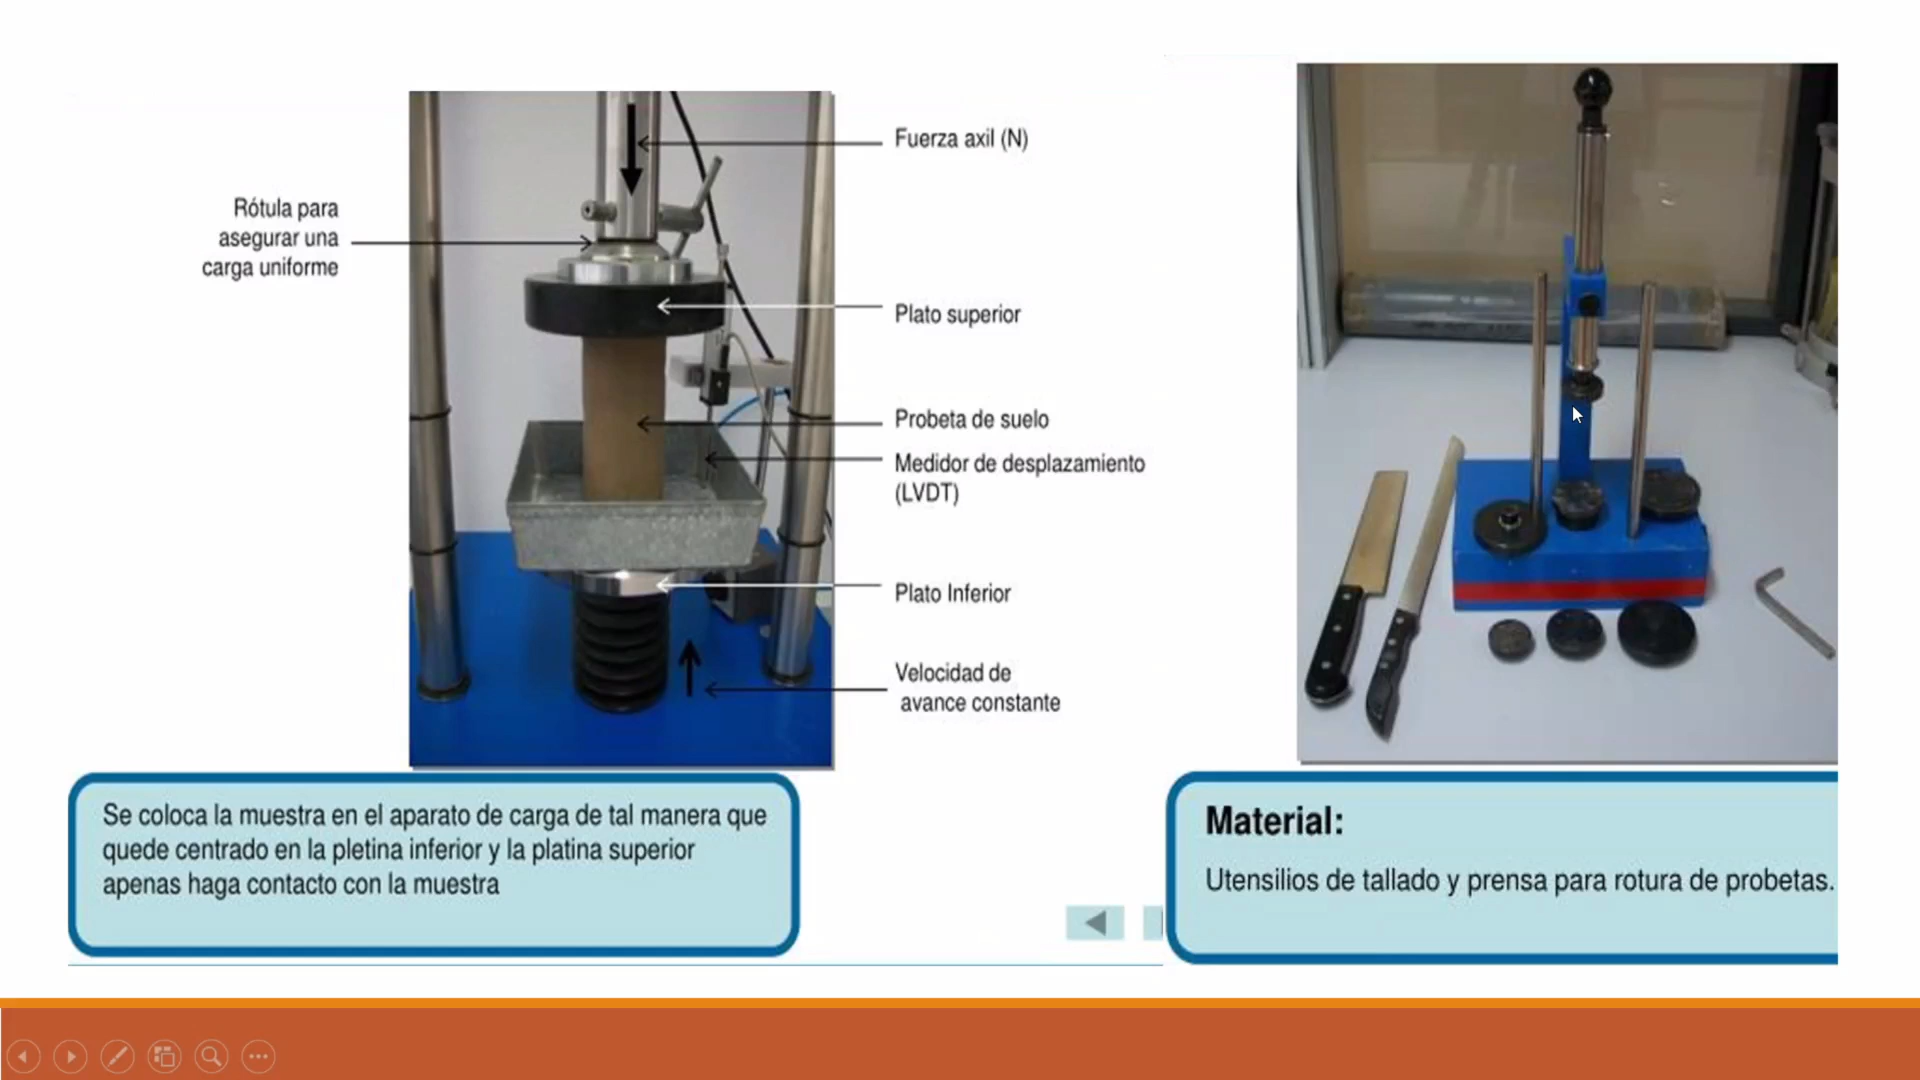 Fuerza axil (N)
Rótula para
asegurar una
carga uniforme
Plato superior
Probeta de suelo
Medidor de desplazamiento
(LVDT)
Plato Inferior
Velocidad de
avance constante
Se coloca la muestra en el aparato de carga de tal manera que
quede centrado en la pletina inferior y la platina superior
apenas haga contacto con la muestra
Material:
Utensilios de tallado y prensa para rotura de probetas.